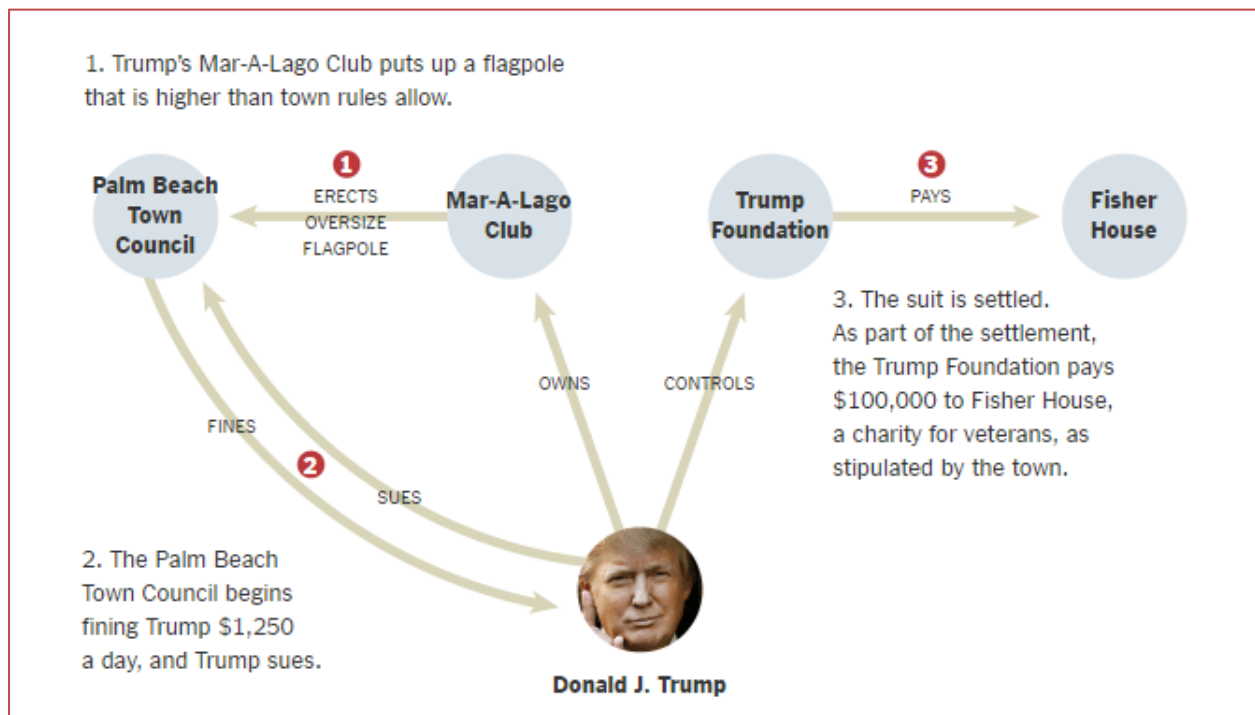 1. Trump's Mar-A-Lago Club puts up a flagpole
that is higher than town rules allow.
1
ERECTS
OVERSIZE
FLAGPOLE
Palm Beach
Town
Council
Mar-A-Lago
Club
Trump
Foundation
3
PAYS
Fisher
House
3. The suit is settled.
As part of the settlement,
the Trump Foundation pays
$100,000 to Fisher House,
a charity for veterans, as
stipulated by the town.
OWNS
CONTROLS
FINES
2
SUES
2. The Palm Beach
Town Council begins
fining Trump $1,250
a day, and Trump sues.
Donald J. Trump